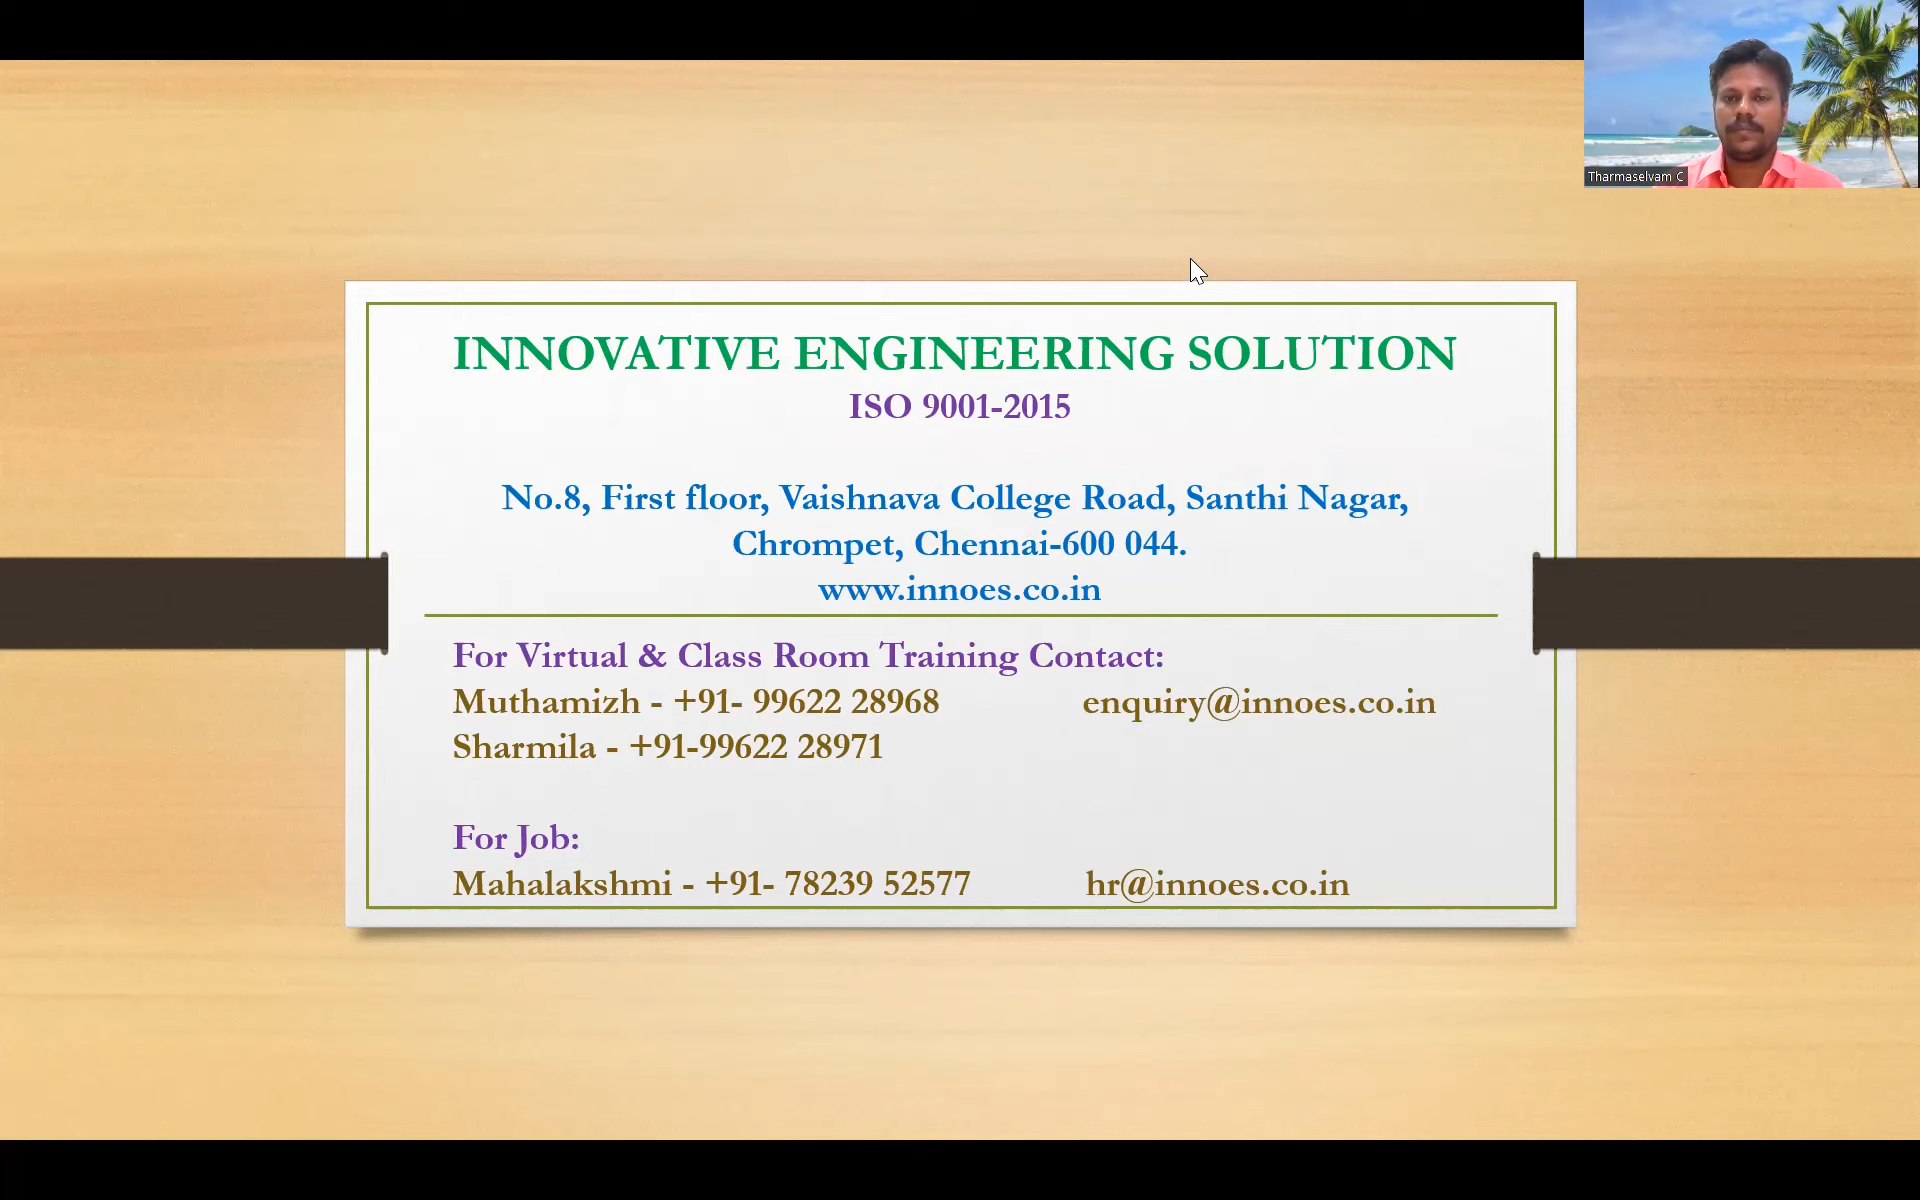 Tharmaselvam C
INNOVATIVE ENGINEERING SOLUTION
ISO 9001-2015
No.8, First floor, Vaishnava College Road, Santhi Nagar,
Chrompet, Chennai-600 044.
www.innoes.co.in
For Virtual & Class Room Training Contact:
Muthamizh - +91- 99622 28968 enquiry@innoes.co.in
Sharmila - +91-99622 28971
For Job:
Mahalakshmi - +91- 78239 52577 hr@innoes.co.in